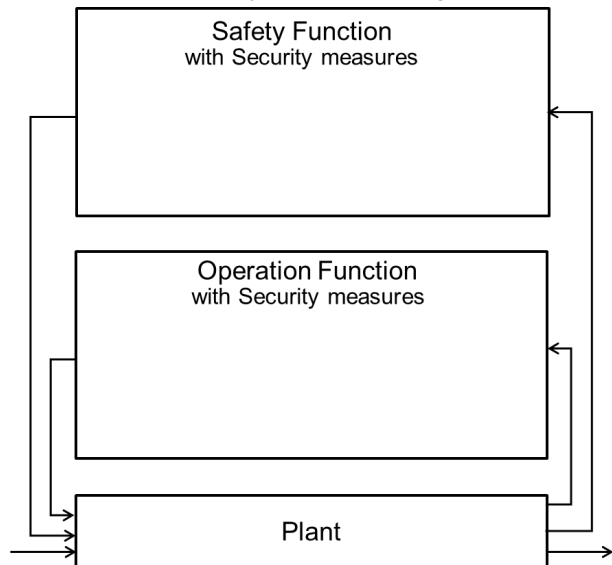 Safety Function
with Security measures
Operation Function
with Security measures
Plant